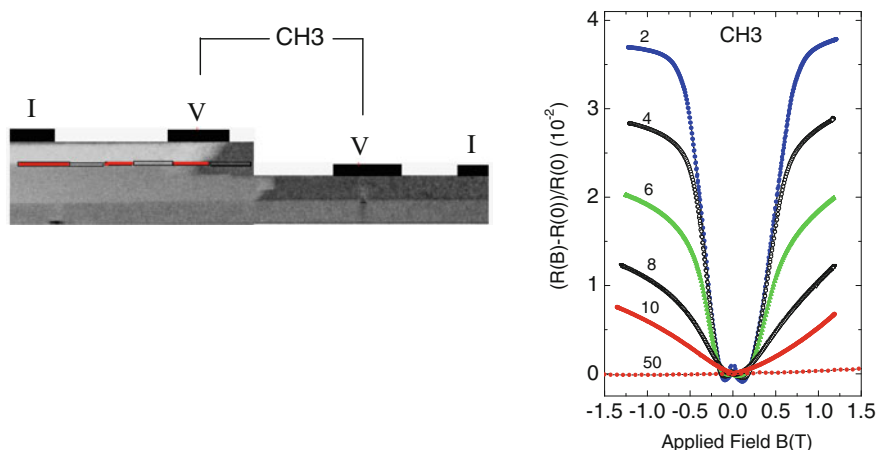 CH3
I
V
V
I
CH3
2
4
6
8
10
50
4
3
2
1
0
(R(B)-R(0))/R(0) (10⁻²)
-1.5 -1.0 -0.5 0.0 0.5 1.0 1.5
Applied Field B(T)